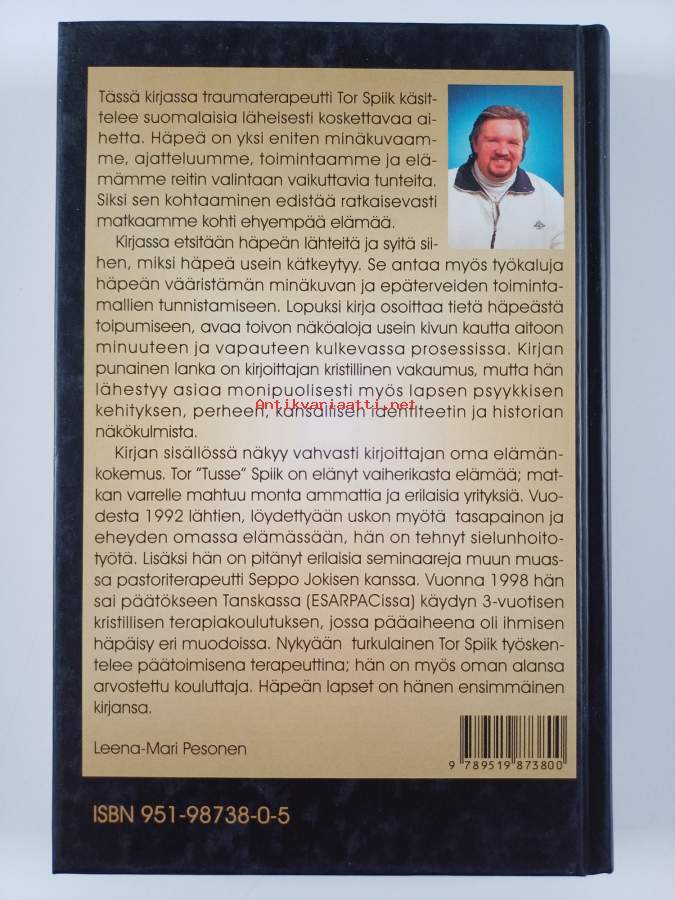 Tässä kirjassa traumaterapeutti Tor Spiik käsit-
telee suomalaisia läheisesti koskettavaa ai-
hetta. Häpeä on yksi eniten minäkuvaam-
me, ajatteluumme, toimintaamme ja elä-
mämme reitin valintaan vaikuttavia tunteita.
Siksi sen kohtaaminen edistää ratkaisevasti
matkaamme kohti ehyempää elämää.
Kirjassa etsitään häpeän lähteitä ja syitä sii-
hen, miksi häpeä usein kätkeytyy. Se antaa myös työkaluja
häpeän vääristämän minäkuvan ja epäterveiden toiminta-
mallien tunnistamiseen. Lopuksi kirja osoittaa tietä häpeästä
toipumiseen, avaa toivon näköaloja usein kivun kautta aitoon
minuuteen ja vapauteen kulkevassa prosessissa. Kirjan
punainen lanka on kirjoittajan kristillinen vakaumus, mutta hän
lähestyy asiaa monipuolisesti myös lapsen psyykkisen
kehityksen, perheen, kansallisen identiteetin ja historian
Antikvariaatti.net
näkökulmista.
Kirjan sisällössä näkyy vahvasti kirjoittajan oma elämän-
kokemus. Tor "Tusse" Spiik on elänyt vaiherikasta elämää; mat-
kan varrelle mahtuu monta ammattia ja erilaisia yrityksiä. Vuo-
desta 1992 lähtien, löydettyään uskon myötä tasapainon ja
eheyden omassa elämässään, hän on tehnyt sielunhoito-
työtä. Lisäksi hän on pitänyt erilaisia seminaareja muun muas-
sa pastoriterapeutti Seppo Jokisen kanssa. Vuonna 1998 hän
sai päätökseen Tanskassa (ESARPACissa) käydyn 3-vuotisen
kristillisen terapiakoulutuksen, jossa pääaiheena oli ihmisen
häpäisy eri muodoissa. Nykyään turkulainen Tor Spiik työsken-
telee päätoimisena terapeuttina; hän on myös oman alansa
arvostettu kouluttaja. Häpeän lapset on hänen ensimmäinen
kirjansa.
Leena-Mari Pesonen
9 789519 873800
ISBN 951-98738-0-5